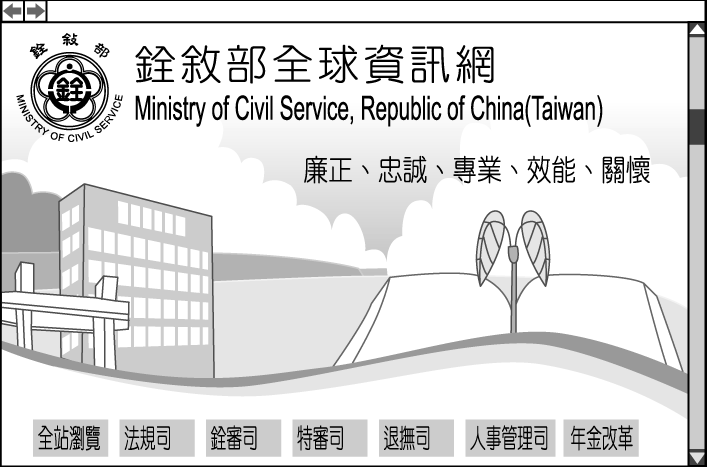 銓敘部
銓
MINISTRY OF CIVIL SERVICE
銓敘部全球資訊網
Ministry of Civil Service, Republic of China(Taiwan)
廉正、忠誠、專業、效能、關懷
全站瀏覽 法規司 銓審司 特審司 退撫司 人事管理司 年金改革